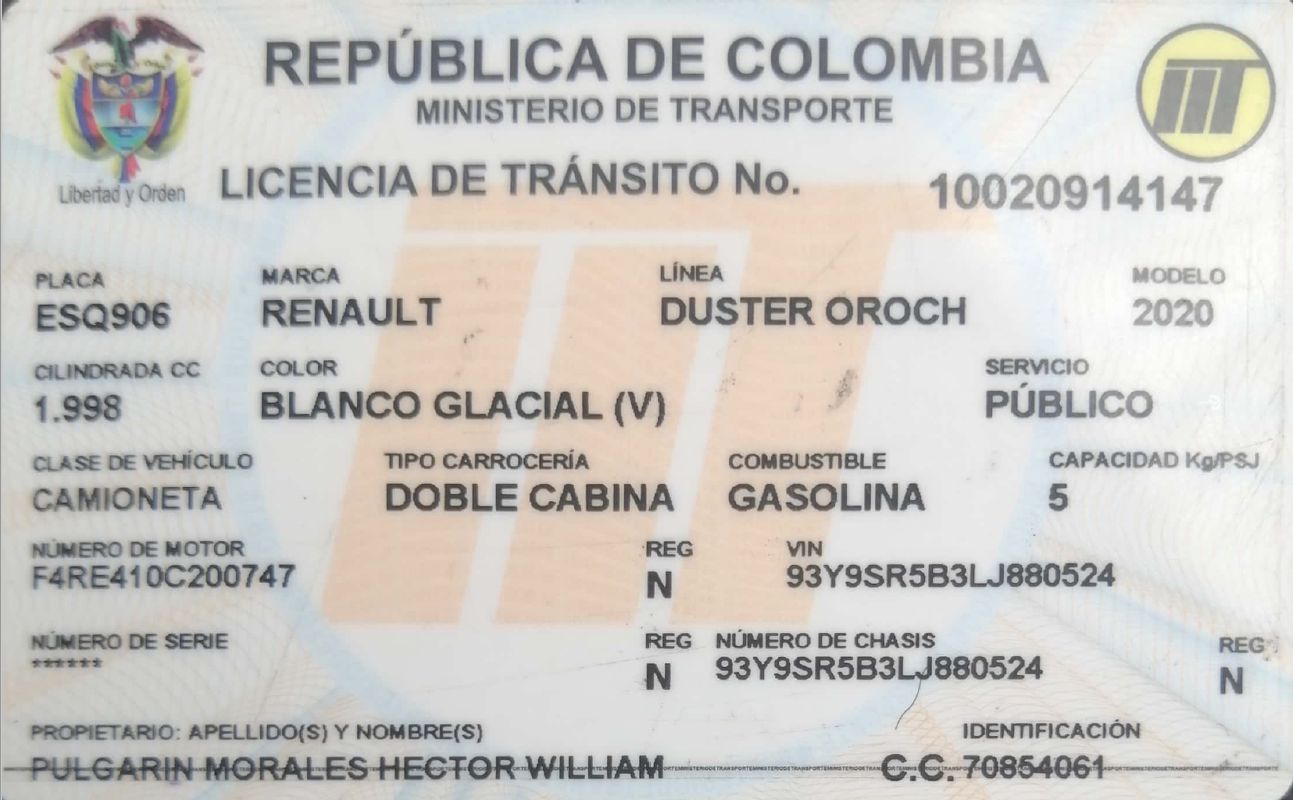 REPÚBLICA DE COLOMBIA
MINISTERIO DE TRANSPORTE
Libertad y Orden
LICENCIA DE TRÁNSITO No. 10020914147
PLACA MARCA LÍNEA MODELO
ESQ906 RENAULT DUSTER OROCH 2020
CILINDRADA CC COLOR SERVICIO
1.998 BLANCO GLACIAL (V) PÚBLICO
CLASE DE VEHÍCULO TIPO CARROCERÍA COMBUSTIBLE CAPACIDAD Kg/PSJ
CAMIONETA DOBLE CABINA GASOLINA 5
NÚMERO DE MOTOR REG VIN
F4RE410C200747 N 93Y9SR5B3LJ880524
NÚMERO DE SERIE REG NÚMERO DE CHASIS REG
****** N 93Y9SR5B3LJ880524 N
PROPIETARIO: APELLIDO(S) Y NOMBRE(S) IDENTIFICACIÓN
PULGARIN MORALES HECTOR WILLIAM C.C. 70854061